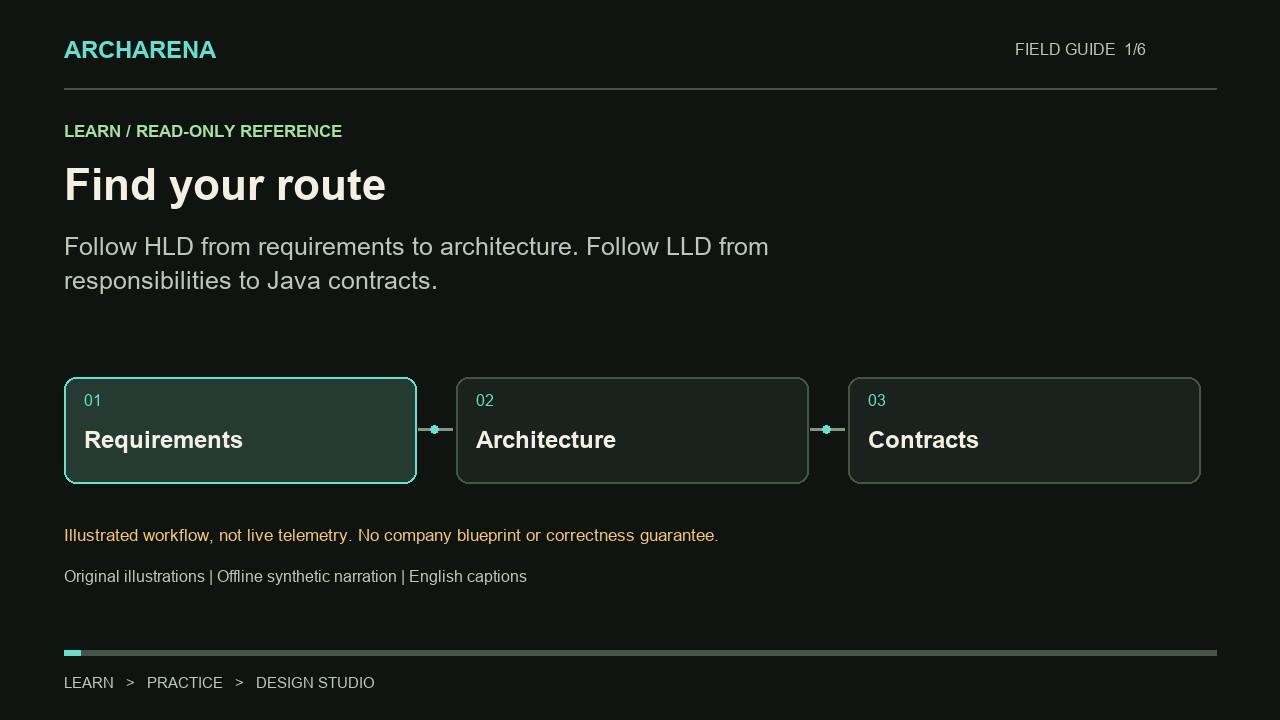 ARCHARENA
FIELD GUIDE 1/6
LEARN / READ-ONLY REFERENCE
Find your route
Follow HLD from requirements to architecture. Follow LLD from
responsibilities to Java contracts.
01
Requirements
02
Architecture
03
Contracts
Illustrated workflow, not live telemetry. No company blueprint or correctness guarantee.
Original illustrations | Offline synthetic narration | English captions
LEARN > PRACTICE > DESIGN STUDIO